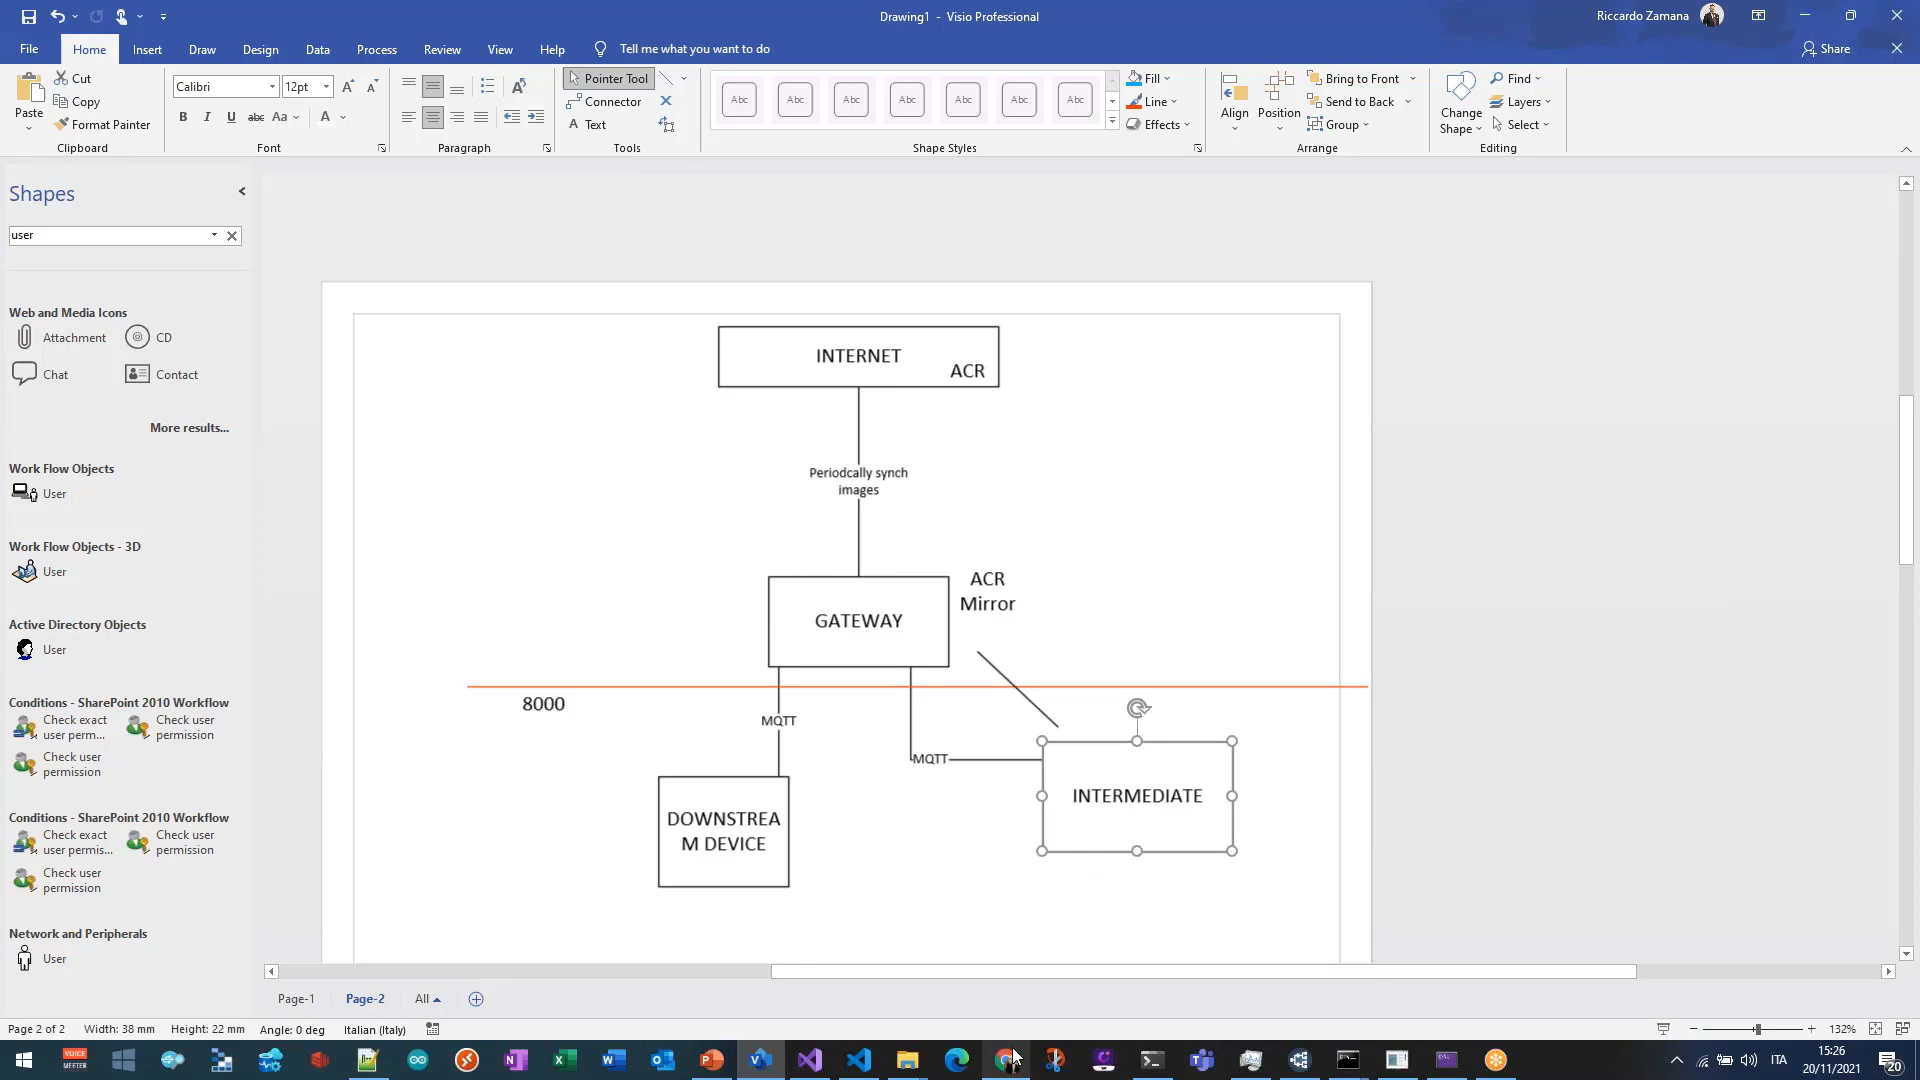 Drawing1 - Visio Professional
Riccardo Zamana
File
Home
Insert
Draw
Design
Data
Process
Review
View
Help
Tell me what you want to do
Share
Paste
Cut
Copy
Format Painter
Clipboard
Calibri
12pt
B
I
U
abc
Aa
A
Font
Paragraph
Pointer Tool
Connector
A Text
Tools
Abc
Abc
Abc
Abc
Abc
Abc
Abc
Shape Styles
Fill
Line
Effects
Align
Position
Bring to Front
Send to Back
Group
Arrange
Change
Shape
Find
Layers
Select
Editing
Shapes
user
Web and Media Icons
Attachment
CD
Chat
Contact
More results...
Work Flow Objects
User
Work Flow Objects - 3D
User
Active Directory Objects
User
Conditions - SharePoint 2010 Workflow
Check exact
user perm...
Check user
permission
Check user
permission
Conditions - SharePoint 2010 Workflow
Check exact
user permis...
Check user
permission
Check user
permission
Network and Peripherals
User
INTERNET
ACR
Periodcally synch
images
GATEWAY
ACR
Mirror
8000
MQTT
MQTT
DOWNSTREA
M DEVICE
INTERMEDIATE
Page-1
Page-2
All
Page 2 of 2
Width: 38 mm
Height: 22 mm
Angle: 0 deg
Italian (Italy)
132%
VOICE
MEETER
ITA
15:26
20/11/2021
20